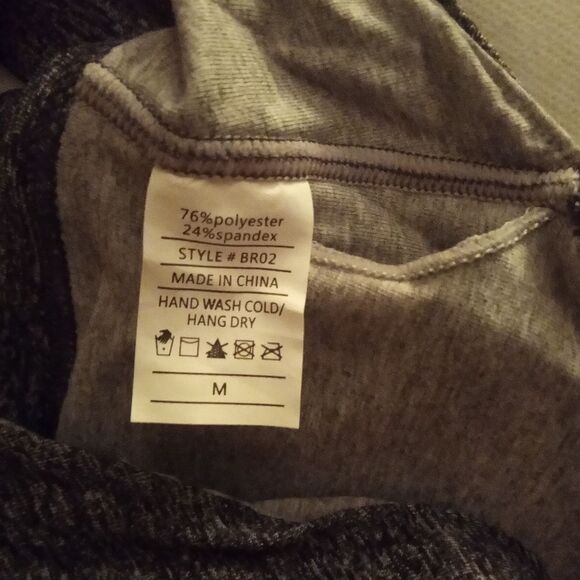 76%polyester
24%spandex
STYLE # BR02
MADE IN CHINA
HAND WASH COLD/
HANG DRY
M